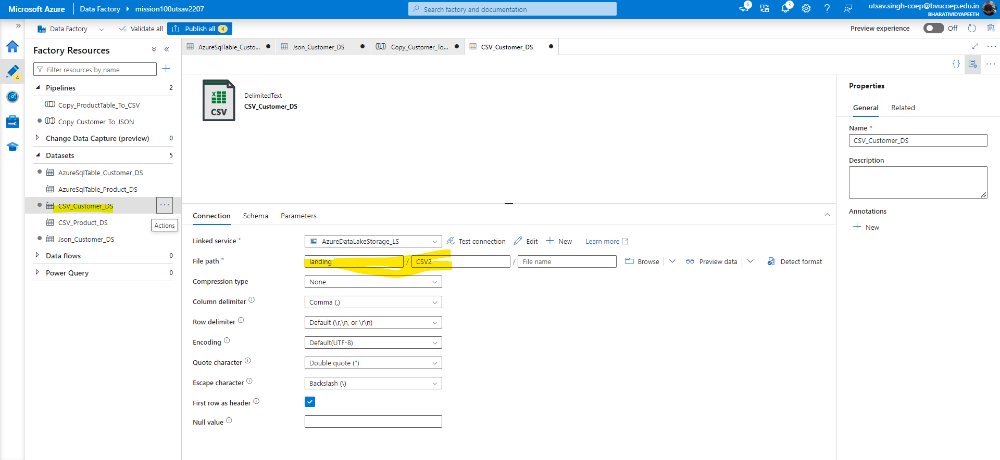 Microsoft Azure Data Factory mission100utsav2207
Search factory and documentation
6
3
utsav.singh-coep@bvucoep.edu.in
BHARATIVIDYAPEETH
Data Factory Validate all Publish all 4
Preview experience Off
4
Factory Resources
Filter resources by name
Pipelines 2
Copy_ProductTable_To_CSV
Copy_Customer_To_JSON
Change Data Capture (preview) 0
Datasets 5
AzureSqlTable_Customer_DS
AzureSqlTable_Product_DS
CSV_Customer_DS
CSV_Product_DS
Actions
Json_Customer_DS
Data flows 0
Power Query 0
AzureSqlTable_Custo... Json_Customer_DS Copy_Customer_To... CSV_Customer_DS
CSV
DelimitedText
CSV_Customer_DS
Connection Schema Parameters
Linked service * AzureDataLakeStorage_LS Test connection Edit New Learn more
File path * landing / CSV2 / File name Browse Preview data Detect format
Compression type None
Column delimiter Comma (,)
Row delimiter Default (\r,\n, or \r\n)
Encoding Default(UTF-8)
Quote character Double quote (")
Escape character Backslash (\)
First row as header
Null value
Properties
General Related
Name *
CSV_Customer_DS
Description
Annotations
New